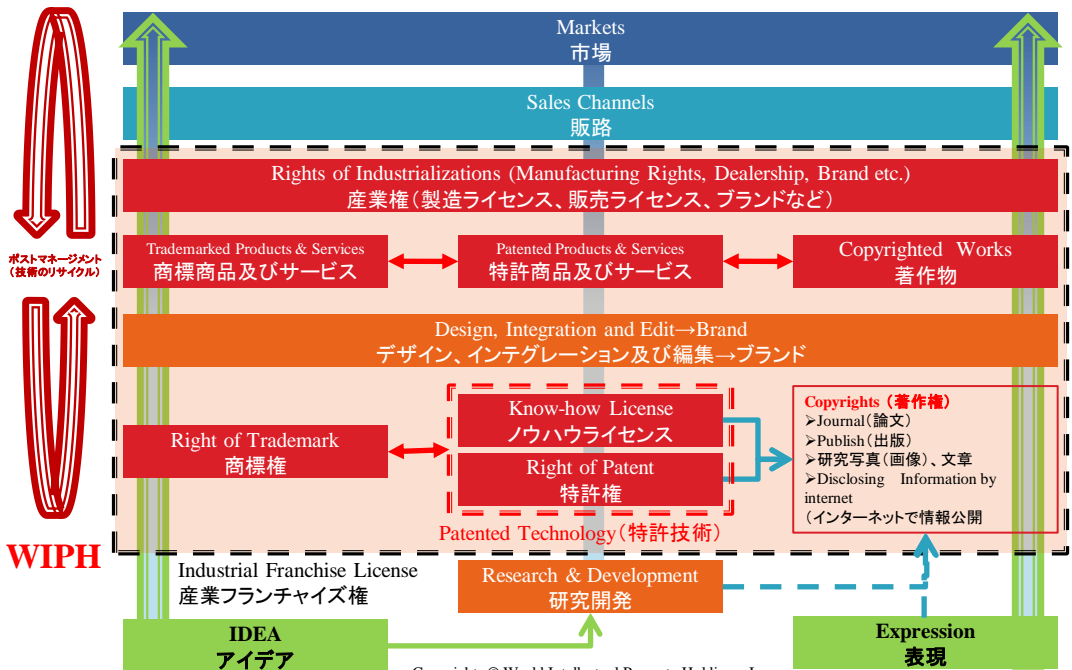 Markets
市場
Sales Channels
販路
Rights of Industrializations (Manufacturing Rights, Dealership, Brand etc.)
産業権(製造ライセンス、販売ライセンス、ブランドなど)
ポストマネージメント
(技術のリサイクル)
Trademarked Products & Services
商標商品及びサービス
Patented Products & Services
特許商品及びサービス
Copyrighted Works
著作物
Design, Integration and Edit→Brand
デザイン、インテグレーション及び編集→ブランド
Right of Trademark
商標権
Know-how License
ノウハウライセンス
Right of Patent
特許権
Patented Technology(特許技術)
Copyrights (著作権)
➢Journal(論文)
➢Publish(出版)
➢研究写真(画像)、文章
➢Disclosing Information by
internet
(インターネットで情報公開
WIPH
Industrial Franchise License
産業フランチャイズ権
Research & Development
研究開発
IDEA
アイデア
Expression
表現